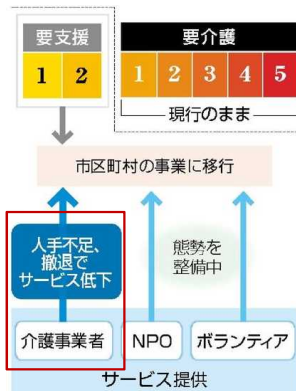 要支援
要介護
1 2
1 2 3 4 5
現行のまま
市区町村の事業に移行
人手不足、
撤退で
サービス低下
態勢を
整備中
介護事業者
NPO
ボランティア
サービス提供